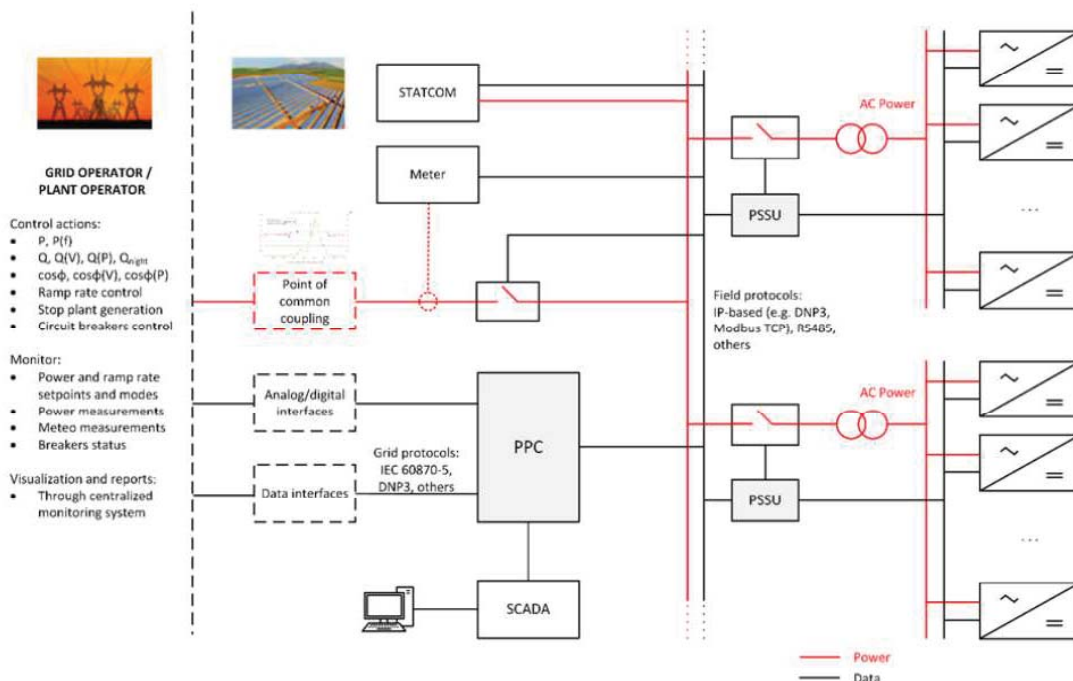 GRID OPERATOR /
PLANT OPERATOR
Control actions:
• P, P(f)
• Q, Q(V), Q(P), Qnight
• cosϕ, cosϕ(V), cosϕ(P)
• Ramp rate control
• Stop plant generation
• Circuit breakers control
Monitor:
• Power and ramp rate
setpoints and modes
• Power measurements
• Meteo measurements
• Breakers status
Visualization and reports:
• Through centralized
monitoring system
STATCOM
Meter
Point of
common
coupling
Analog/digital
interfaces
Data interfaces
Grid protocols:
IEC 60870-5,
DNP3, others
PPC
SCADA
PSSU
AC Power
Field protocols:
IP-based (e.g. DNP3,
Modbus TCP), RS485,
others
AC Power
PSSU
...
...
Power
Data